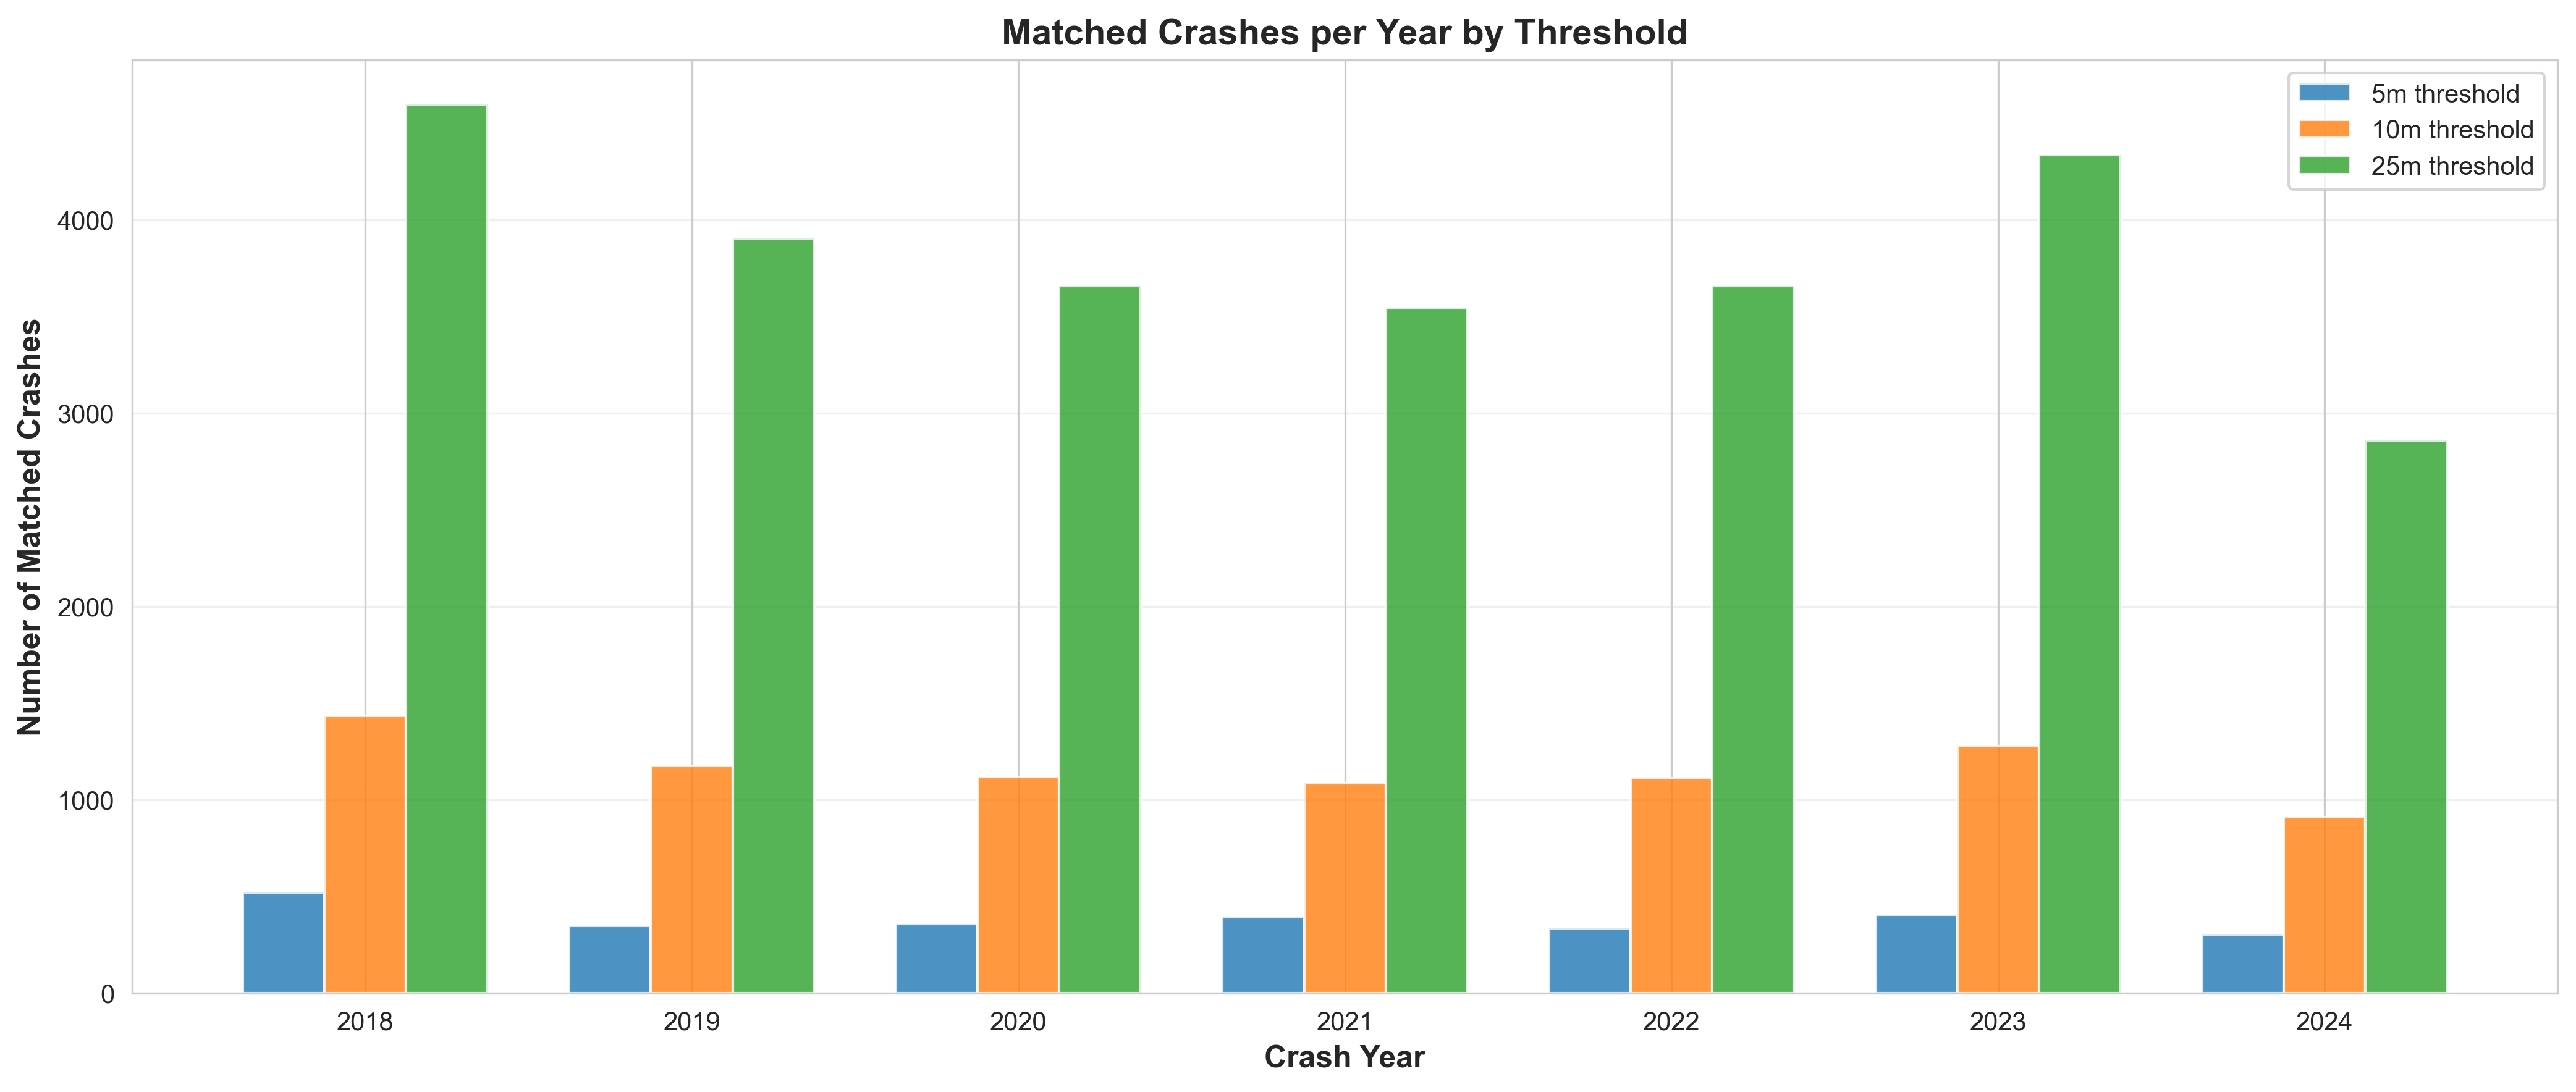 Matched Crashes per Year by Threshold
5m threshold
10m threshold
25m threshold
Number of Matched Crashes
4000
3000
2000
1000
0
2018 2019 2020 2021 2022 2023 2024
Crash Year